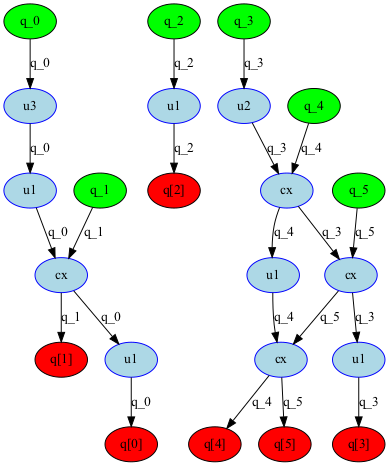 q_0 q_2 q_3
q_0 q_2 q_3
u3 u1 u2 q_4
q_0 q_2 q_3 q_4
u1 q_1 q[2] cx q_5
q_0 q_1 q_4 q_3 q_5
cx u1 cx
q_1 q_0 q_4 q_5 q_3
q[1] u1 cx u1
q_0 q_4 q_5 q_3
q[0] q[4] q[5] q[3]